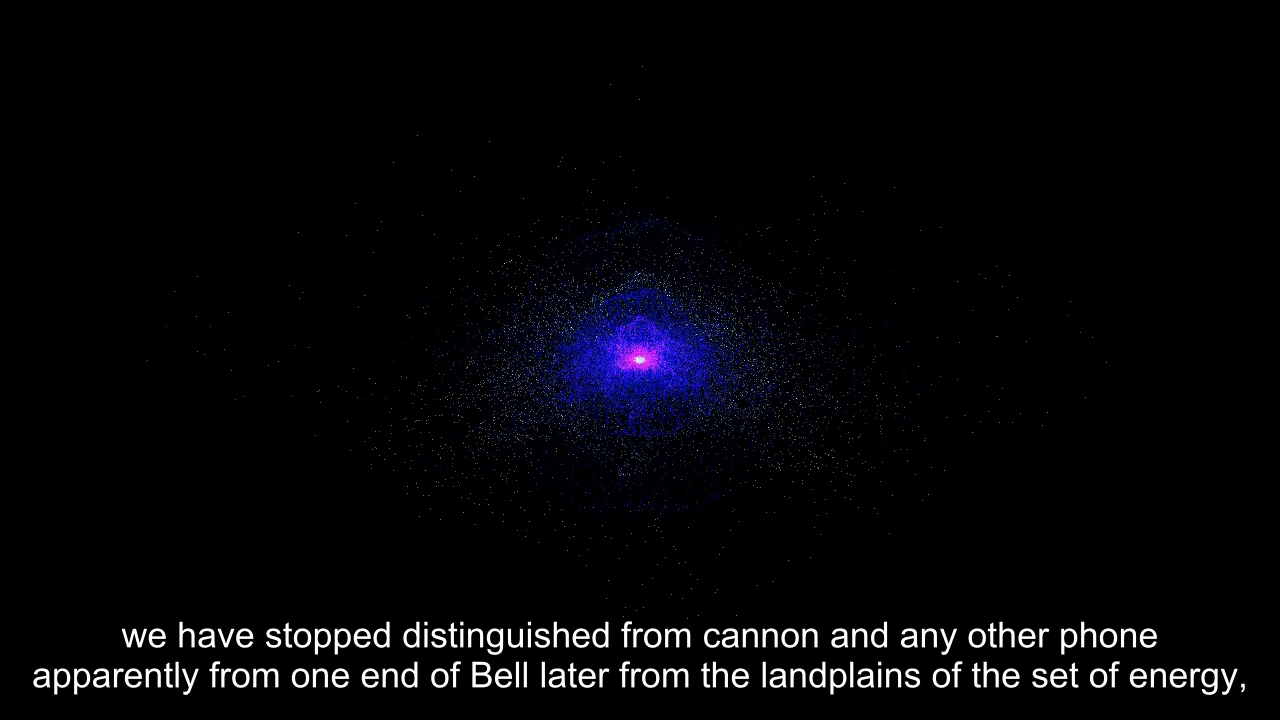 we have stopped distinguished from cannon and any other phone
apparently from one end of Bell later from the landplains of the set of energy,